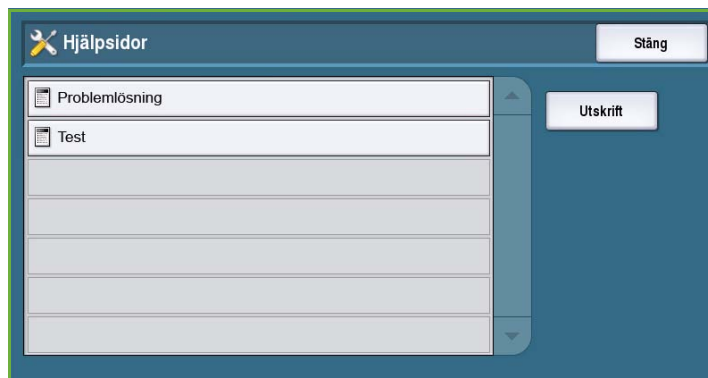 Hjälpsidor
Stäng
Problemlösning
Utskrift
Test